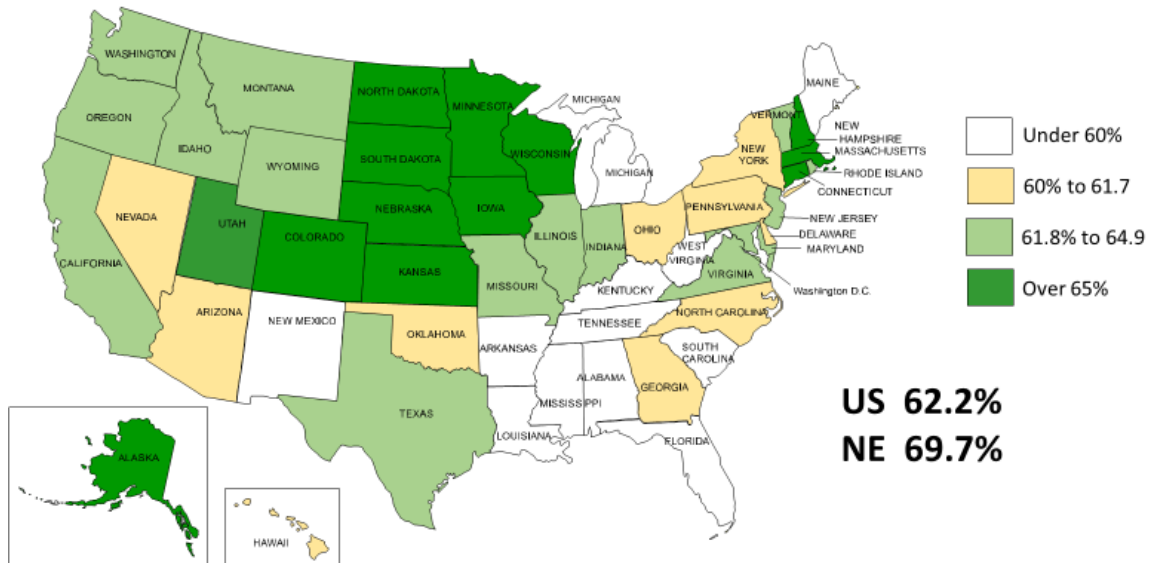 WASHINGTON
OREGON
CALIFORNIA
NEVADA
IDAHO
MONTANA
WYOMING
UTAH
ARIZONA
COLORADO
NEW MEXICO
NORTH DAKOTA
SOUTH DAKOTA
NEBRASKA
KANSAS
OKLAHOMA
TEXAS
MINNESOTA
IOWA
MISSOURI
ARKANSAS
LOUISIANA
WISCONSIN
ILLINOIS
MICHIGAN
MICHIGAN
INDIANA
OHIO
KENTUCKY
TENNESSEE
MISSISSIPPI
ALABAMA
GEORGIA
FLORIDA
SOUTH
CAROLINA
NORTH CAROLINA
VIRGINIA
WEST
VIRGINIA
PENNSYLVANIA
NEW
YORK
VERMONT
MAINE
NEW
HAMPSHIRE
MASSACHUSETTS
RHODE ISLAND
CONNECTICUT
NEW JERSEY
DELAWARE
MARYLAND
Washington D.C.
ALASKA
HAWAII
Under 60%
60% to 61.7
61.8% to 64.9
Over 65%
US 62.2%
NE 69.7%